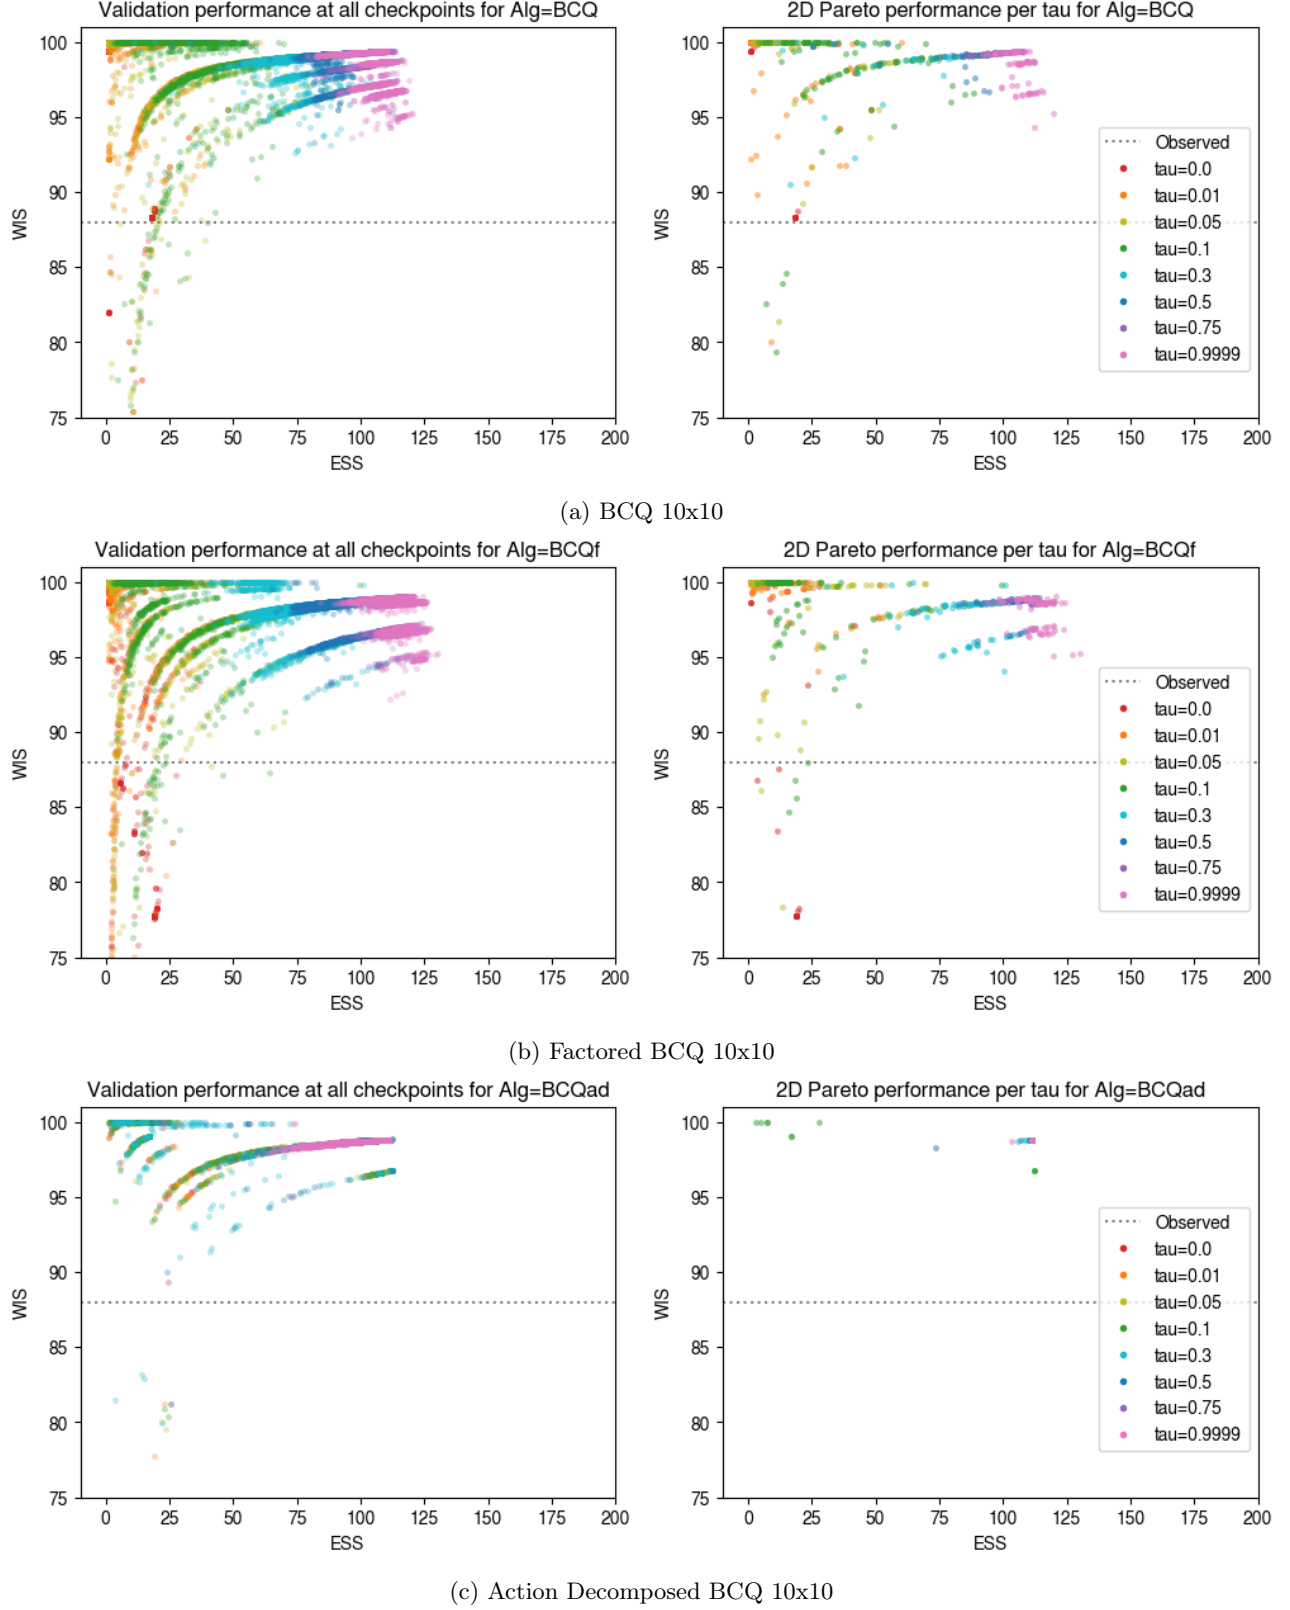 Validation performance at all checkpoints for Alg=BCQ
100
95
90
85
80
75
WIS
0 25 50 75 100 125 150 175 200
ESS
2D Pareto performance per tau for Alg=BCQ
100
95
90
85
80
75
WIS
Observed
tau=0.0
tau=0.01
tau=0.05
tau=0.1
tau=0.3
tau=0.5
tau=0.75
tau=0.9999
0 25 50 75 100 125 150 175 200
ESS
(a) BCQ 10x10
Validation performance at all checkpoints for Alg=BCQf
100
95
90
85
80
75
WIS
0 25 50 75 100 125 150 175 200
ESS
2D Pareto performance per tau for Alg=BCQf
100
95
90
85
80
75
WIS
Observed
tau=0.0
tau=0.01
tau=0.05
tau=0.1
tau=0.3
tau=0.5
tau=0.75
tau=0.9999
0 25 50 75 100 125 150 175 200
ESS
(b) Factored BCQ 10x10
Validation performance at all checkpoints for Alg=BCQad
100
95
90
85
80
75
WIS
0 25 50 75 100 125 150 175 200
ESS
2D Pareto performance per tau for Alg=BCQad
100
95
90
85
80
75
WIS
Observed
tau=0.0
tau=0.01
tau=0.05
tau=0.1
tau=0.3
tau=0.5
tau=0.75
tau=0.9999
0 25 50 75 100 125 150 175 200
ESS
(c) Action Decomposed BCQ 10x10